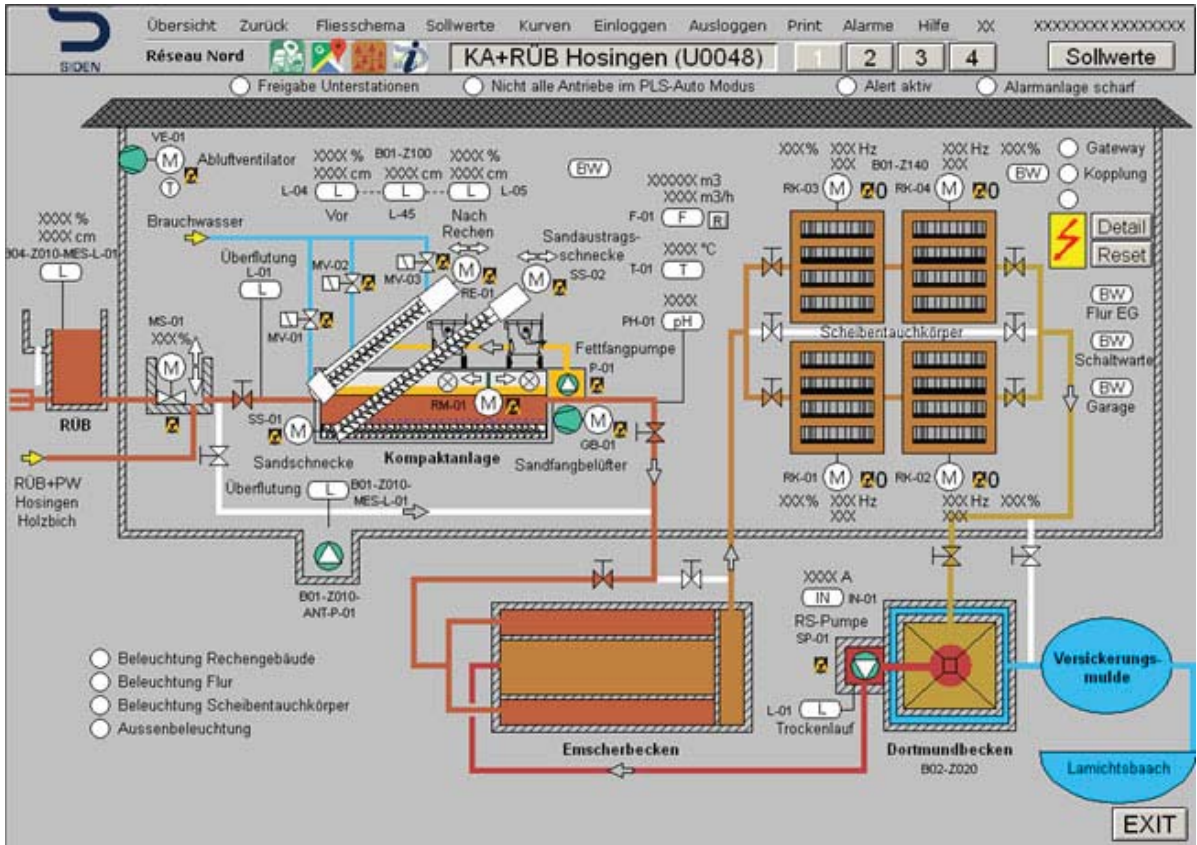 Übersicht Zurück Fliesschema Sollwerte Kurven Einloggen Ausloggen Print Alarme Hilfe XX XXXXXXXX XXXXXXXX
SIDEN
Réseau Nord
KA+RÜB Hosingen (U0048)
1 2 3 4
Sollwerte
Freigabe Unterstationen
Nicht alle Antriebe im PLS-Auto Modus
Alert aktiv
Alarmanlage scharf
VE-01
M
T
Abluftventilator
XXXX % B01-Z100 XXXX %
XXXX cm XXXX cm XXXX cm
L-04 L L L L-05
Vor L-45 Nach
Rechen
BW
XXXXXX m3
XXXX m3/h
F-01 F R
XXXX °C
T-01 T
XXXX
PH-01 pH
XXX% XXX Hz
XXX
B01-Z140
XXX Hz XXX%
XXX
RK-03 M 0
RK-04 M 0
BW
Gateway
Kopplung
Detail
Reset
BW
Flur EG
BW
Schaltwarte
BW
Garage
XXXX %
XXXX cm
B04-Z010-MES-L-01
L
Brauchwasser
Überflutung
L-01
L
MV-02
MV-03
MV-01
M
RE-01
Sandaustrags-
schnecke
M SS-02
MS-01
XXX%
M
RÜB
Fettfangpumpe
P-01
RM-01 M
SS-01 M
M
GB-01
Sandschnecke
Kompaktanlage
Sandfangbelüfter
Scheibentauchkörper
RK-01 M 0
RK-02 M 0
XXX% XXX Hz
XXX
XXX Hz XXX%
XXX
RÜB+PW
Hosingen
Holzbich
Überflutung L B01-Z010-
MES-L-01
B01-Z010-
ANT-P-01
XXXX A
IN IN-01
RS-Pumpe
SP-01
L-01 L
Trockenlauf
Beleuchtung Rechengebäude
Beleuchtung Flur
Beleuchtung Scheibentauchkörper
Aussenbeleuchtung
Emscherbecken
Dortmundbecken
B02-Z020
Versickerungs-
mulde
Lamichtsbaach
EXIT